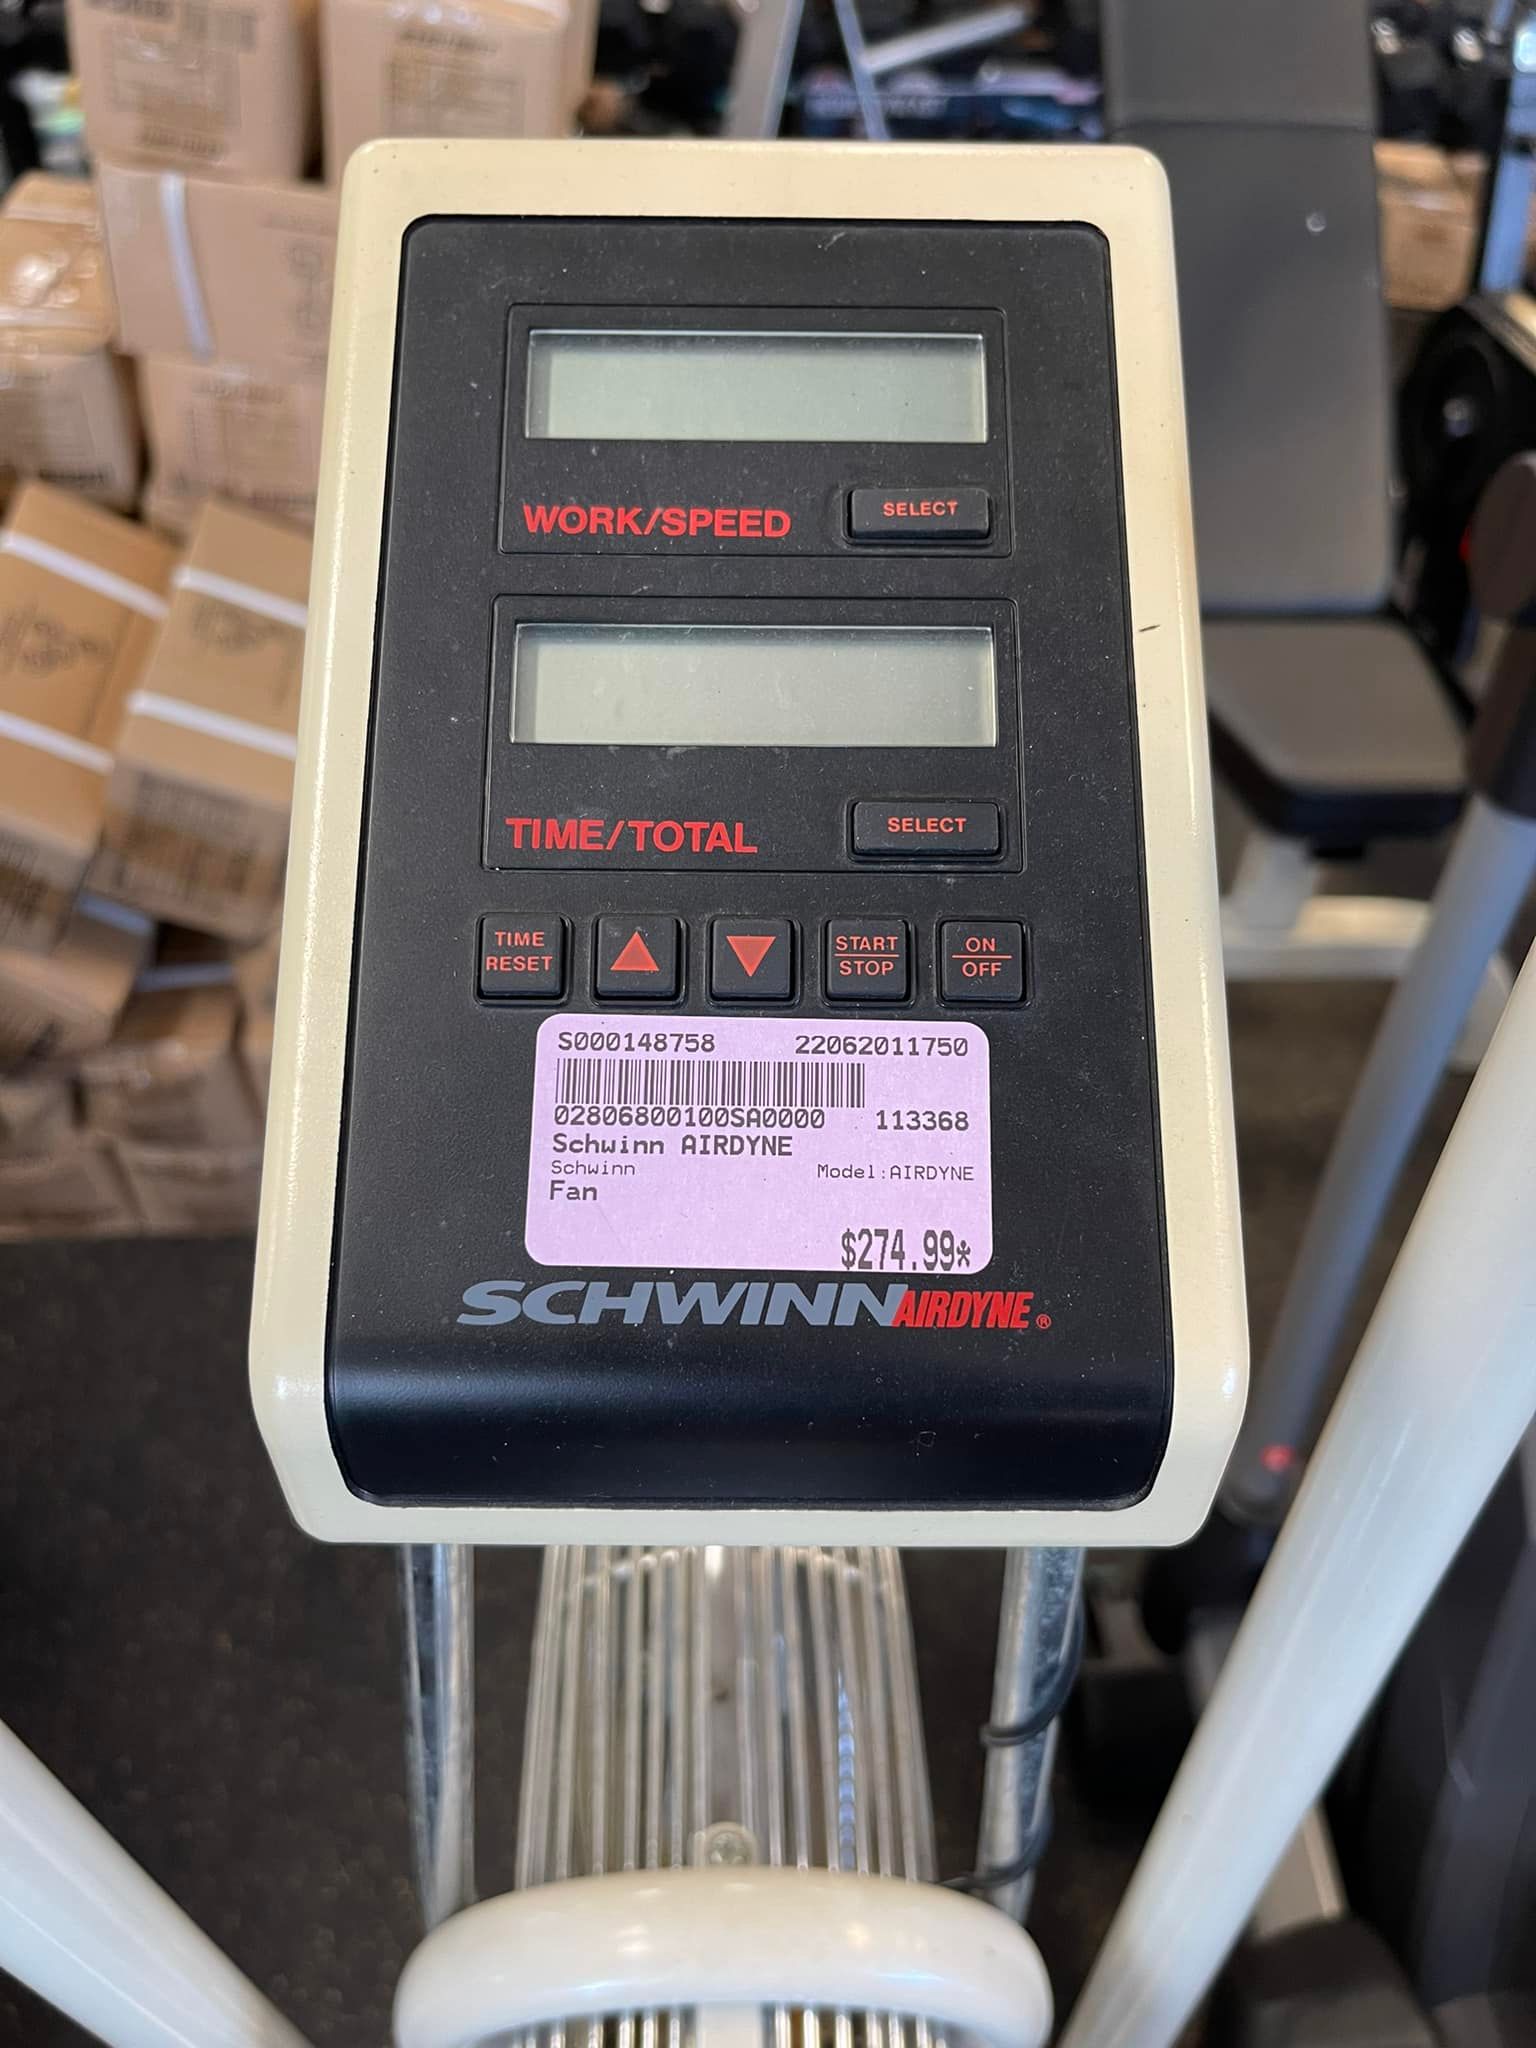 WORK/SPEED SELECT
TIME/TOTAL SELECT
TIME RESET
▲
▼
START STOP
ON OFF
S000148758 22062011750
02806800100SA0000 113368
Schwinn AIRDYNE
Schwinn Model:AIRDYNE
Fan
$274.99*
SCHWINN AIRDYNE®